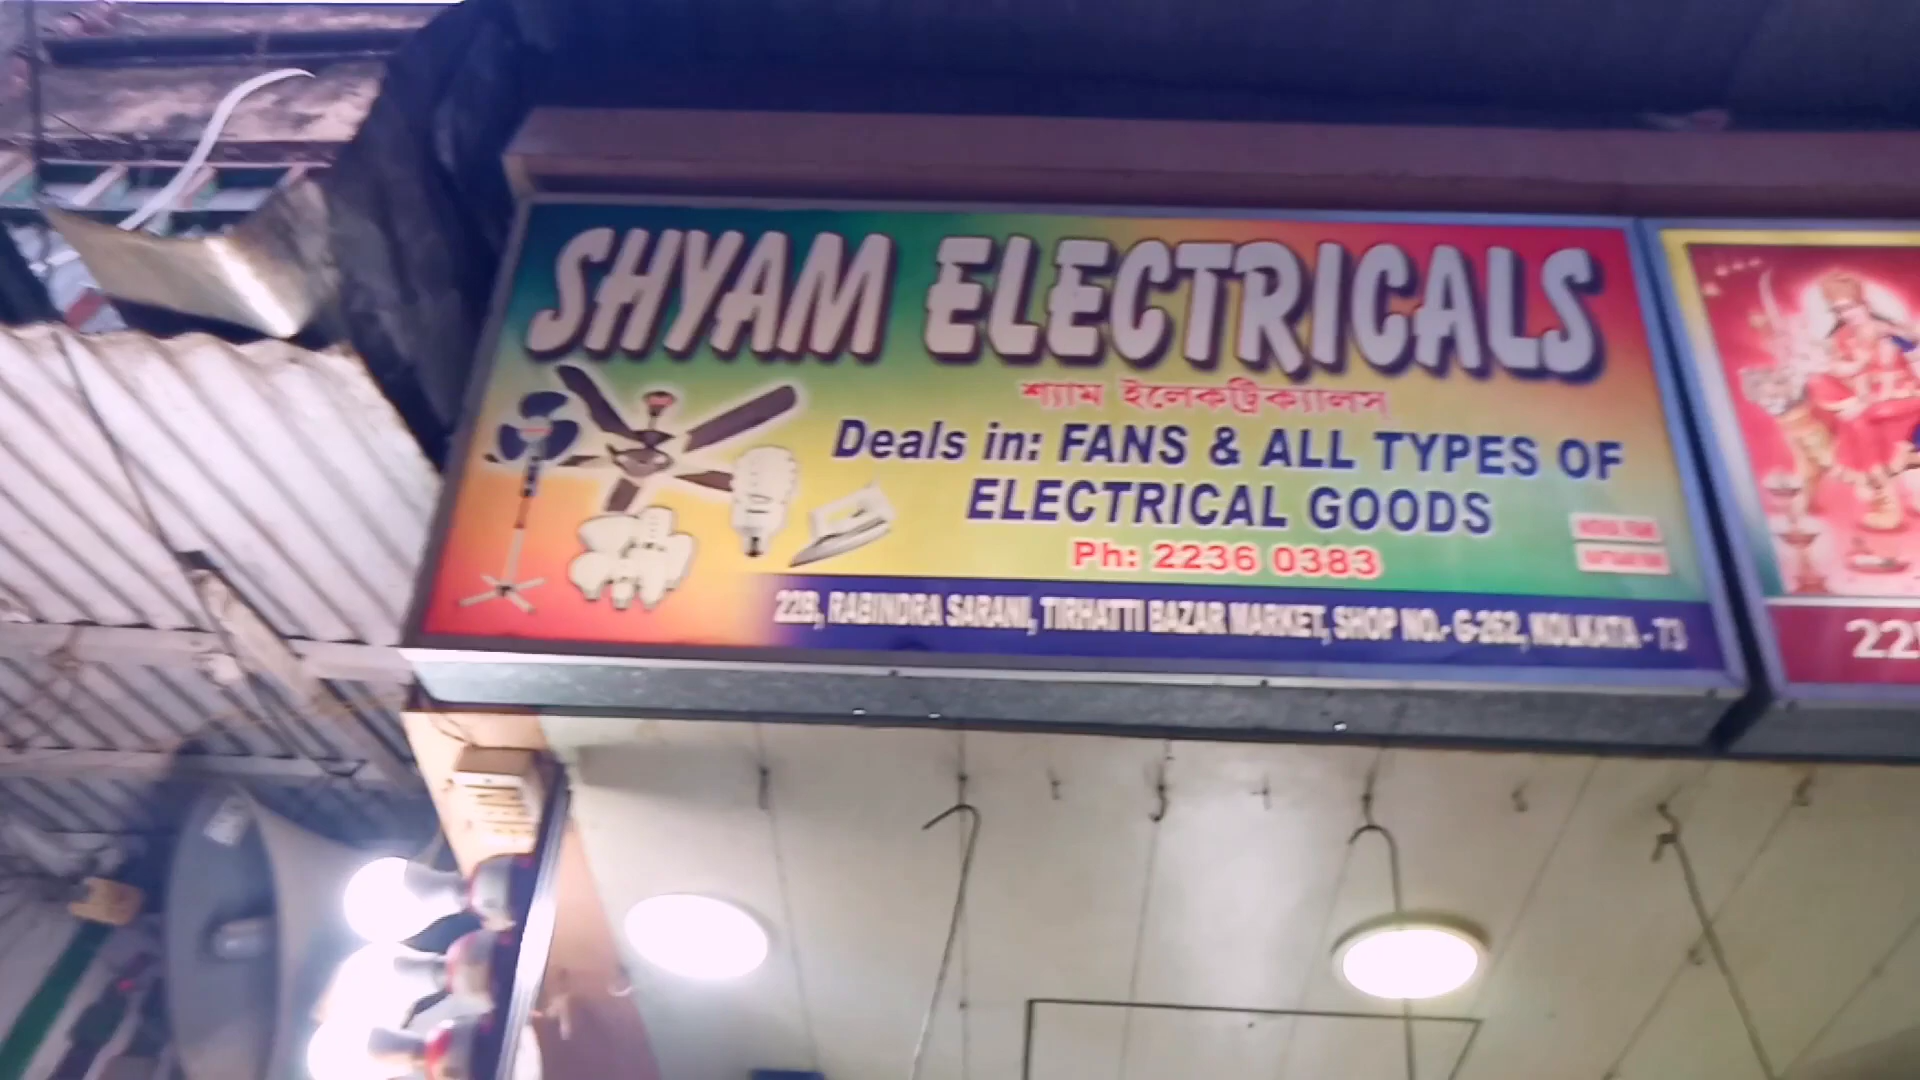 SHYAM ELECTRICALS
শ্যাম ইলেকট্রিক্যালস্
Deals in: FANS & ALL TYPES OF
ELECTRICAL GOODS
Ph: 2236 0383
22B, RABINDRA SARANI, TIRHATTI BAZAR MARKET, SHOP NO.- G-262, KOLKATA - 73